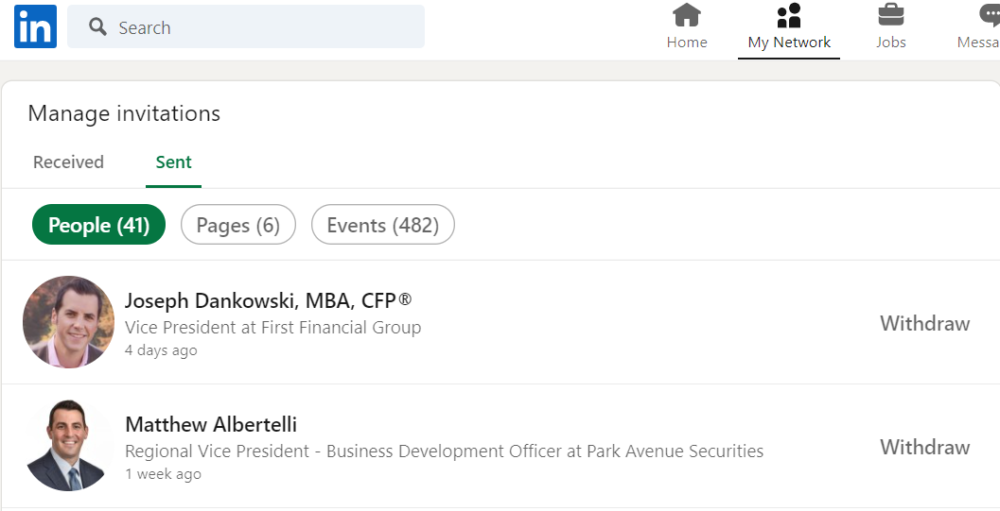 in
Search
Home
My Network
Jobs
Messa
Manage invitations
Received
Sent
People (41)
Pages (6)
Events (482)
Joseph Dankowski, MBA, CFP®
Vice President at First Financial Group
4 days ago
Withdraw
Matthew Albertelli
Regional Vice President - Business Development Officer at Park Avenue Securities
1 week ago
Withdraw